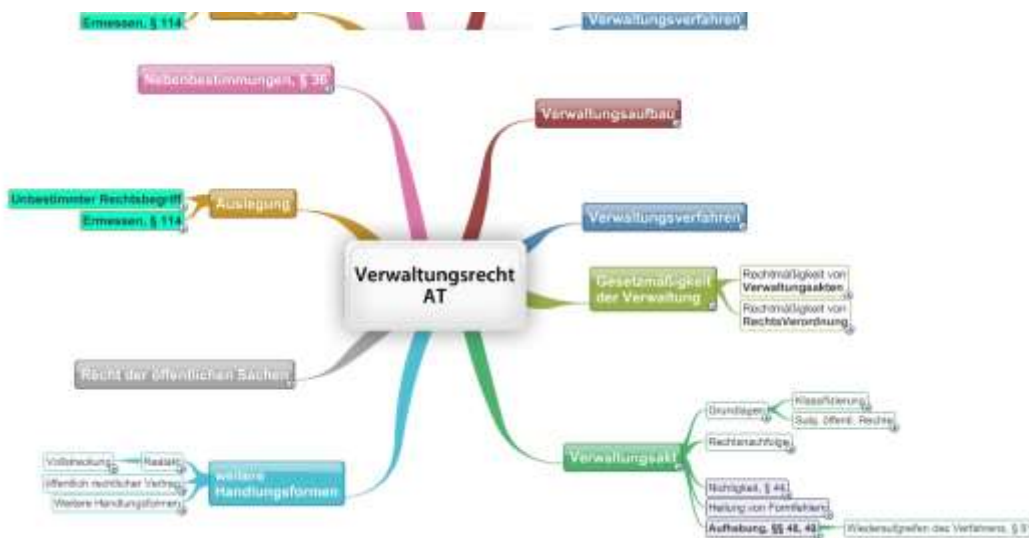 Ermessen, § 114
Verwaltungsverfahren
Nebenbestimmungen, § 36
Verwaltungsaufbau
Unbestimmter Rechtsbegriff
Ermessen, § 114
Auslegung
Verwaltungsverfahren
Verwaltungsrecht
AT
Gesetzmäßigkeit
der Verwaltung
Rechtmäßigkeit von
Verwaltungsakten
Rechtmäßigkeit von
RechtsVerordnung
Recht der öffentlichen Sachen
Verwaltungsakt
Grundlagen
Klassifizierung
Subj. öffentl. Rechte
Rechtsnachfolge
Nichtigkeit, § 44
Heilung von Formfehlern
Aufhebung, §§ 48, 49
Wiederaufgreifen des Verfahrens, §
weitere
Handlungsformen
Vollstreckung
Realakt
öffentlich rechtlicher Vertrag
Weitere Handlungsformen